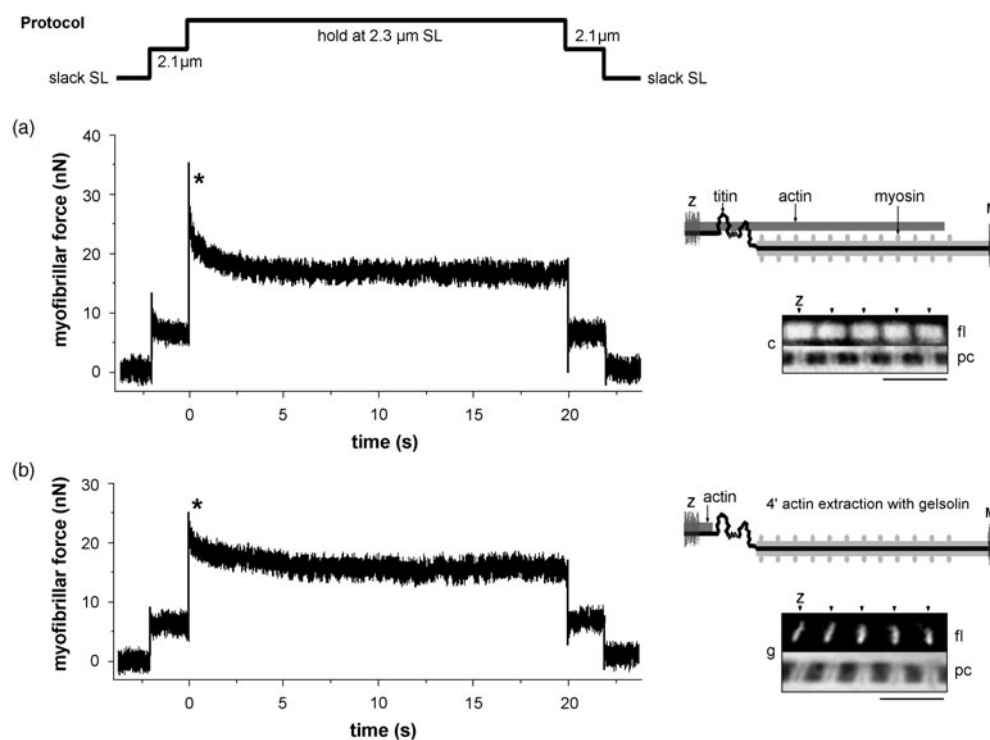 Protocol
hold at 2.3 μm SL
2.1μm
2.1μm
slack SL
slack SL
(a)
40
30
20
10
0
myofibrillar force (nN)
*
0
5
10
15
20
time (s)
Z
titin
actin
myosin
M
Z
c
fl
pc
(b)
30
20
10
0
myofibrillar force (nN)
*
0
5
10
15
20
time (s)
Z
actin
4' actin extraction with gelsolin
M
Z
g
fl
pc